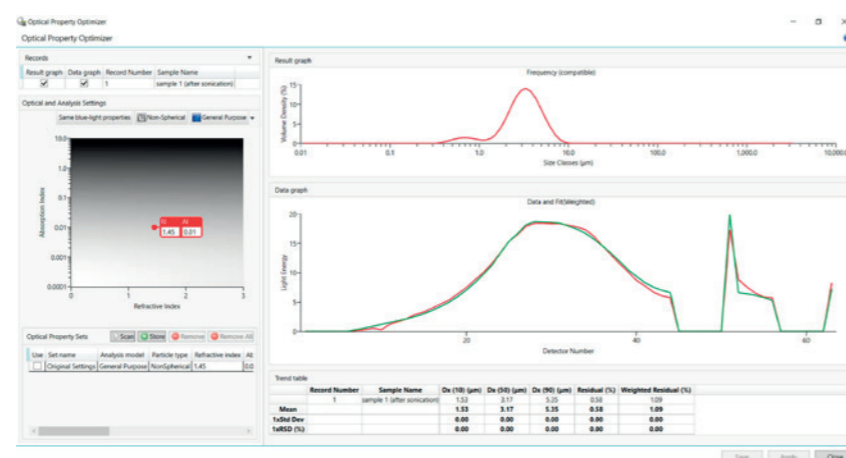 Optical Property Optimizer
Optical Property Optimizer
Records
Result graph Data graph Record Number Sample Name
1 sample 1 (after sonication)
Optical and Analysis Settings
Same blue-light properties Non-Spherical General Purpose
10.0
1.0
0.1
0.01
0.001
0.0001
Absorption Index
RI AI
1.45 0.01
0 1 2 3
Refractive Index
Optical Property Sets Scan Store Remove Remove All
Use Set name Analysis model Particle type Refractive index
Original Settings General Purpose NonSpherical 1.45
Result graph
Frequency (compatible)
Volume Density (%)
15
10
5
0
0.01 0.1 1.0 10.0 100.0 1,000.0 10,000.0
Size Classes (μm)
Data graph
Data and Fit(Weighted)
Light Energy
20
15
10
5
0
20 40 60
Detector Number
Trend table
Record Number Sample Name Dx (10) (μm) Dx (50) (μm) Dx (90) (μm) Residual (%) Weighted Residual (%)
1 sample 1 (after sonication) 1.53 3.17 5.35 0.58 1.09
Mean 1.53 3.17 5.35 0.58 1.09
1xStd Dev 0.00 0.00 0.00 0.00 0.00
1xRSD (%) 0.00 0.00 0.00 0.00 0.00
Save Apply Close